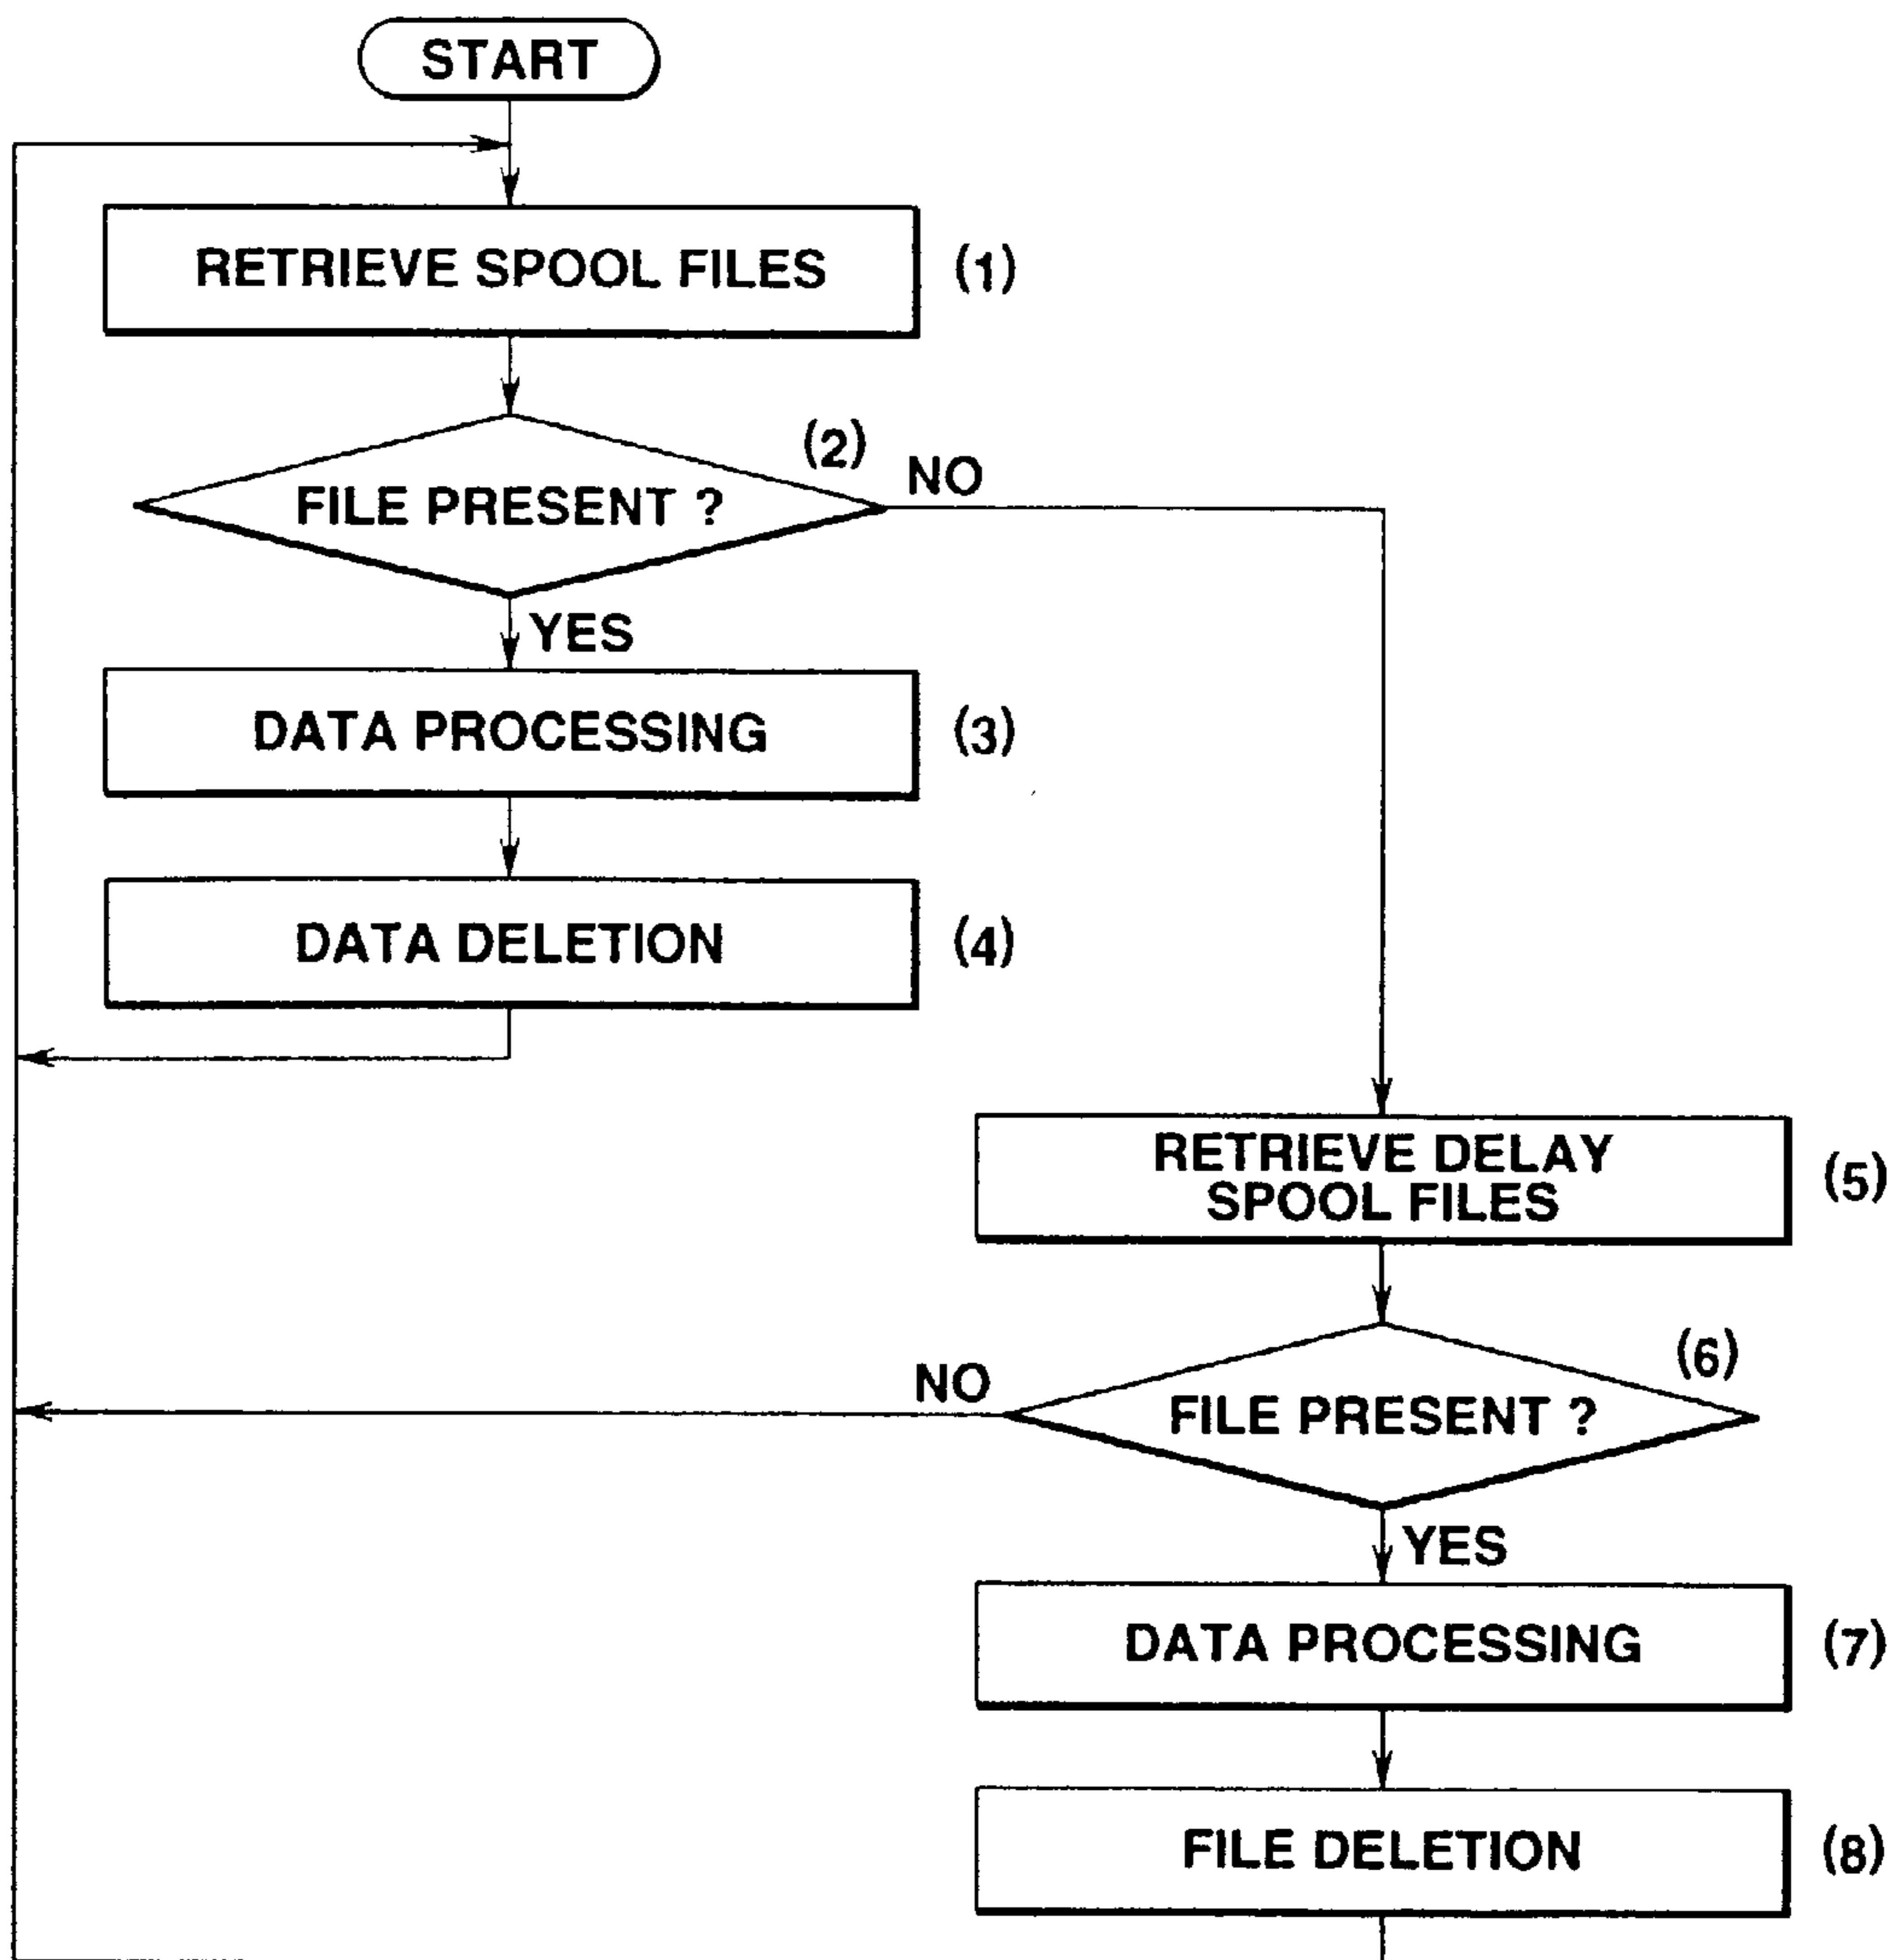 START
RETRIEVE SPOOL FILES (1)
(2)
FILE PRESENT ? NO
YES
DATA PROCESSING (3)
DATA DELETION (4)
RETRIEVE DELAY
SPOOL FILES (5)
(6)
NO
FILE PRESENT ?
YES
DATA PROCESSING (7)
FILE DELETION (8)